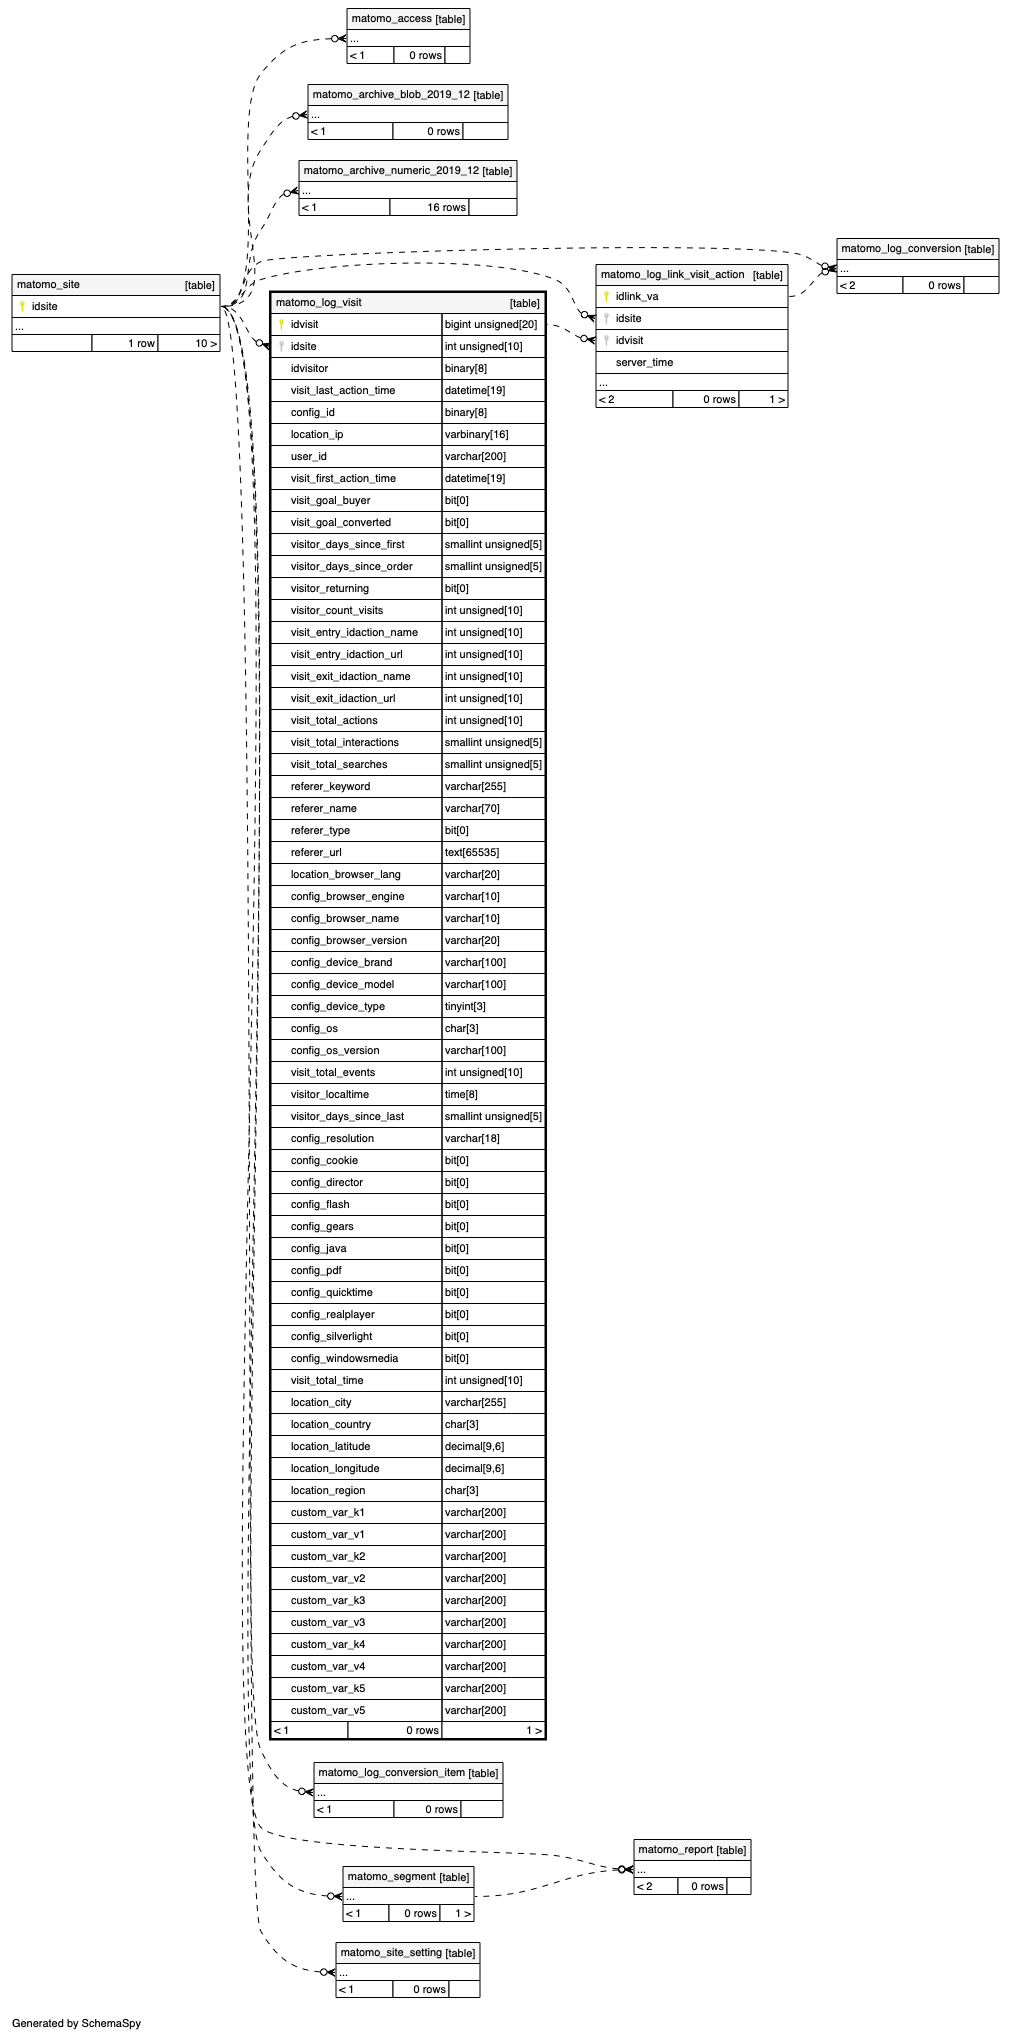 matomo_access [table]
...
< 1 0 rows
matomo_archive_blob_2019_12 [table]
...
< 1 0 rows
matomo_archive_numeric_2019_12 [table]
...
< 1 16 rows
matomo_log_conversion [table]
...
< 2 0 rows
matomo_log_link_visit_action [table]
idlink_va
idsite
idvisit
server_time
...
< 2 0 rows 1 >
matomo_site [table]
idsite
...
1 row 10 >
matomo_log_visit [table]
idvisit bigint unsigned[20]
idsite int unsigned[10]
idvisitor binary[8]
visit_last_action_time datetime[19]
config_id binary[8]
location_ip varbinary[16]
user_id varchar[200]
visit_first_action_time datetime[19]
visit_goal_buyer bit[0]
visit_goal_converted bit[0]
visitor_days_since_first smallint unsigned[5]
visitor_days_since_order smallint unsigned[5]
visitor_returning bit[0]
visitor_count_visits int unsigned[10]
visit_entry_idaction_name int unsigned[10]
visit_entry_idaction_url int unsigned[10]
visit_exit_idaction_name int unsigned[10]
visit_exit_idaction_url int unsigned[10]
visit_total_actions int unsigned[10]
visit_total_interactions smallint unsigned[5]
visit_total_searches smallint unsigned[5]
referer_keyword varchar[255]
referer_name varchar[70]
referer_type bit[0]
referer_url text[65535]
location_browser_lang varchar[20]
config_browser_engine varchar[10]
config_browser_name varchar[10]
config_browser_version varchar[20]
config_device_brand varchar[100]
config_device_model varchar[100]
config_device_type tinyint[3]
config_os char[3]
config_os_version varchar[100]
visit_total_events int unsigned[10]
visitor_localtime time[8]
visitor_days_since_last smallint unsigned[5]
config_resolution varchar[18]
config_cookie bit[0]
config_director bit[0]
config_flash bit[0]
config_gears bit[0]
config_java bit[0]
config_pdf bit[0]
config_quicktime bit[0]
config_realplayer bit[0]
config_silverlight bit[0]
config_windowsmedia bit[0]
visit_total_time int unsigned[10]
location_city varchar[255]
location_country char[3]
location_latitude decimal[9,6]
location_longitude decimal[9,6]
location_region char[3]
custom_var_k1 varchar[200]
custom_var_v1 varchar[200]
custom_var_k2 varchar[200]
custom_var_v2 varchar[200]
custom_var_k3 varchar[200]
custom_var_v3 varchar[200]
custom_var_k4 varchar[200]
custom_var_v4 varchar[200]
custom_var_k5 varchar[200]
custom_var_v5 varchar[200]
< 1 0 rows 1 >
matomo_log_conversion_item [table]
...
< 1 0 rows
matomo_report [table]
...
< 2 0 rows
matomo_segment [table]
...
< 1 0 rows 1 >
matomo_site_setting [table]
...
< 1 0 rows
Generated by SchemaSpy